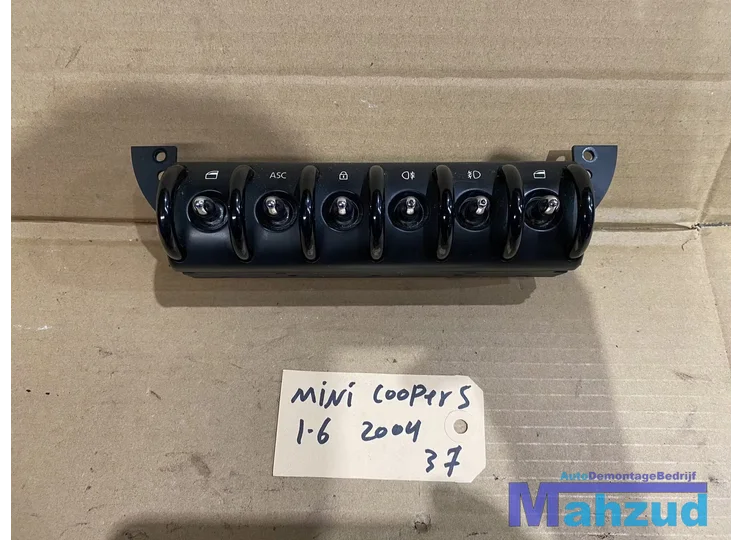 ASC
MiNi COOPER S
1.6 2004
37
AutoDemontageBedrijf
Mahzud